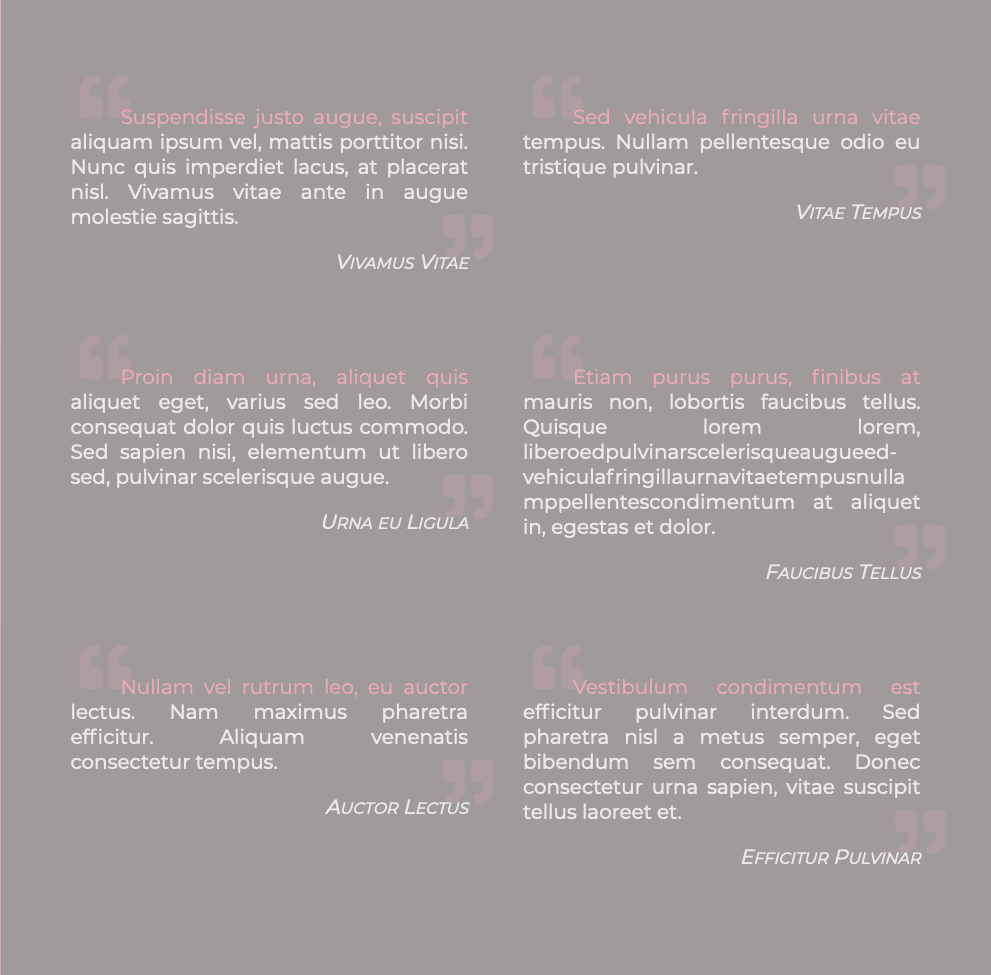 Suspendisse justo augue, suscipit
aliquam ipsum vel, mattis porttitor nisi.
Nunc quis imperdiet lacus, at placerat
nisl. Vivamus vitae ante in augue
molestie sagittis.
Vivamus Vitae
Sed vehicula fringilla urna vitae
tempus. Nullam pellentesque odio eu
tristique pulvinar.
Vitae Tempus
Proin diam urna, aliquet quis
aliquet eget, varius sed leo. Morbi
consequat dolor quis luctus commodo.
Sed sapien nisi, elementum ut libero
sed, pulvinar scelerisque augue.
Urna eu Ligula
Etiam purus purus, finibus at
mauris non, lobortis faucibus tellus.
Quisque lorem lorem,
liberoedpulvinarscelerisqueaugueed-
vehiculafringillaurnavitaetempusnulla
mppellentescondimentum at aliquet
in, egestas et dolor.
Faucibus Tellus
Nullam vel rutrum leo, eu auctor
lectus. Nam maximus pharetra
efficitur. Aliquam venenatis
consectetur tempus.
Auctor Lectus
Vestibulum condimentum est
efficitur pulvinar interdum. Sed
pharetra nisl a metus semper, eget
bibendum sem consequat. Donec
consectetur urna sapien, vitae suscipit
tellus laoreet et.
Efficitur Pulvinar